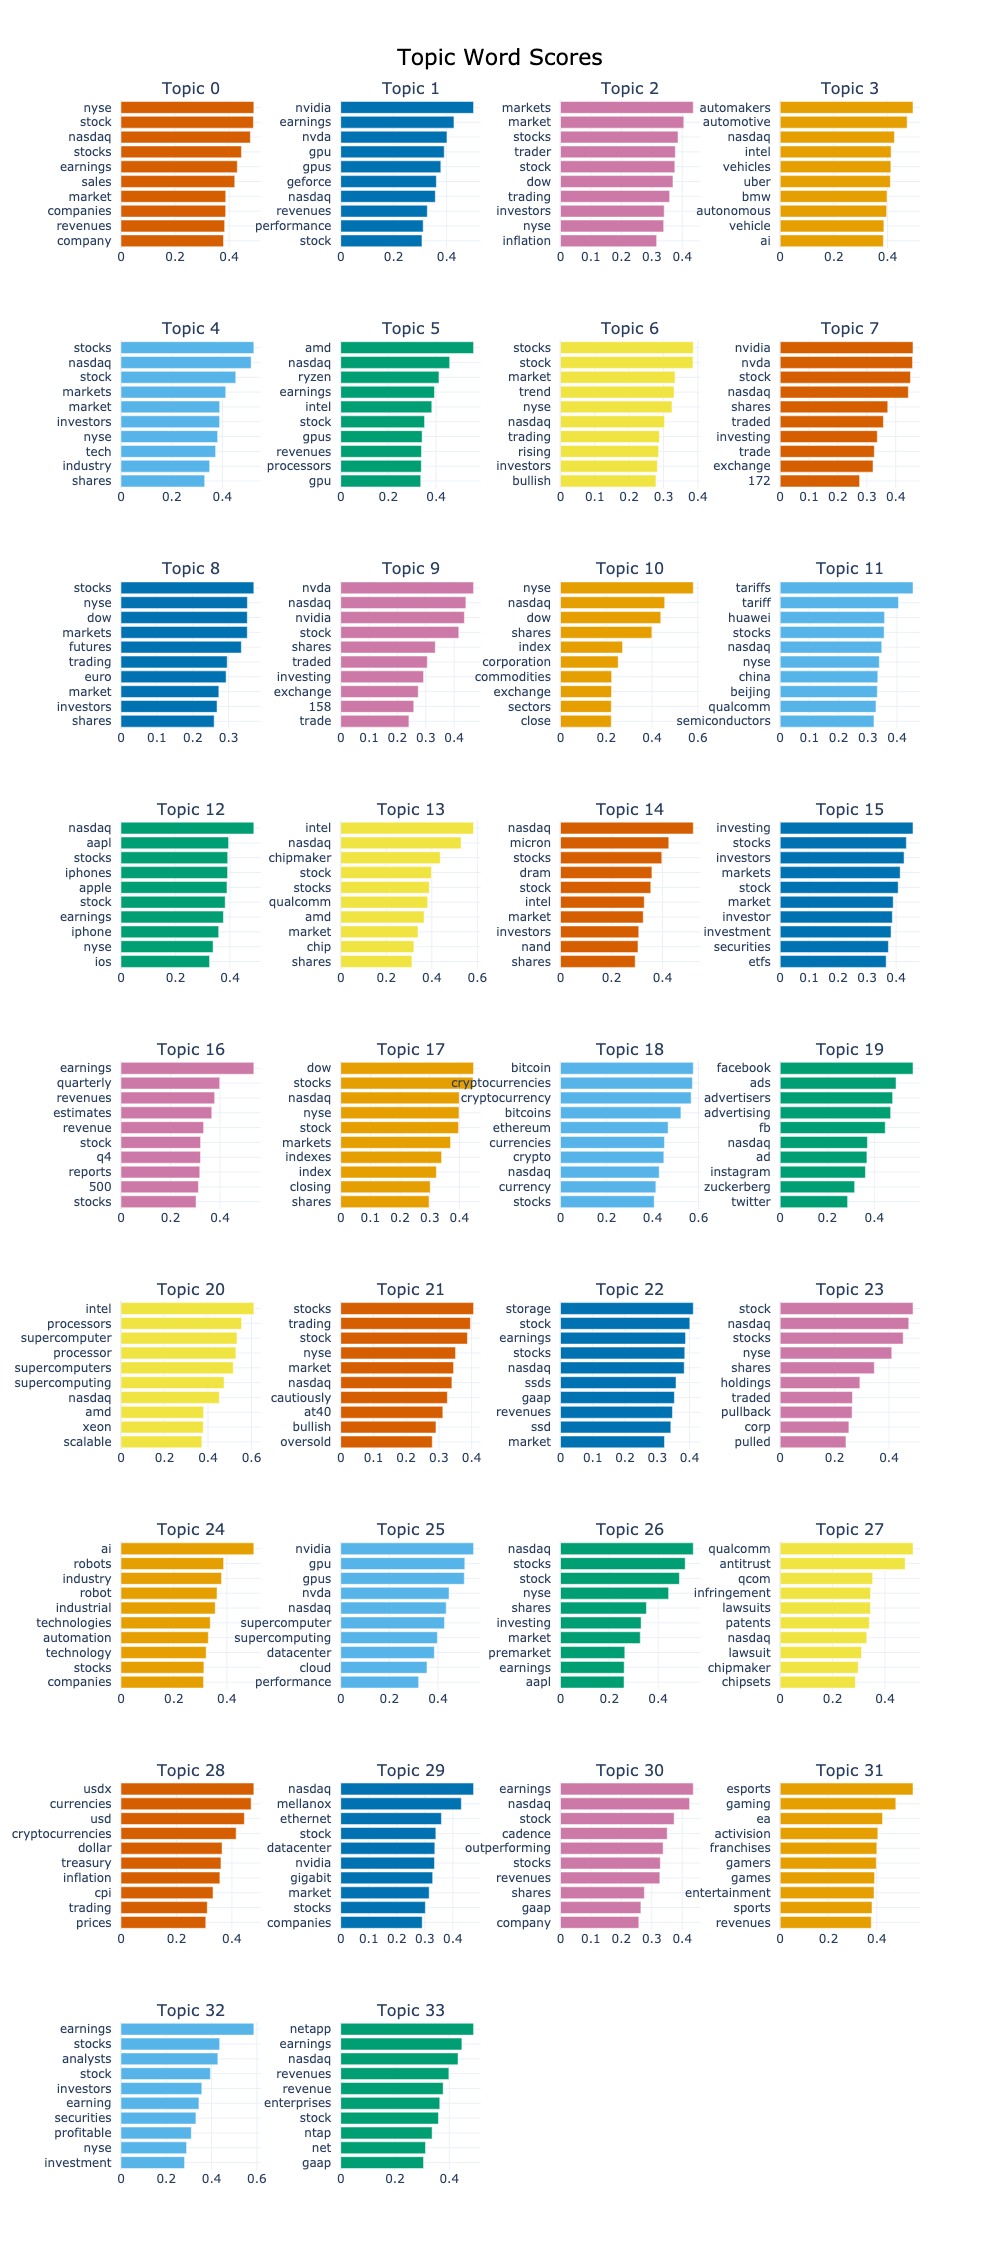 Topic Word Scores
Topic 0
nyse
stock
nasdaq
stocks
earnings
sales
market
companies
revenues
company
0 0.2 0.4
Topic 1
nvidia
earnings
nvda
gpu
gpus
geforce
nasdaq
revenues
performance
stock
0 0.2 0.4
Topic 2
markets
market
stocks
trader
stock
dow
trading
investors
nyse
inflation
0 0.1 0.2 0.3 0.4
Topic 3
automakers
automotive
nasdaq
intel
vehicles
uber
bmw
autonomous
vehicle
ai
0 0.2 0.4
Topic 4
stocks
nasdaq
stock
markets
market
investors
nyse
tech
industry
shares
0 0.2 0.4
Topic 5
amd
nasdaq
ryzen
earnings
intel
stock
gpus
revenues
processors
gpu
0 0.2 0.4
Topic 6
stocks
stock
market
trend
nyse
nasdaq
trading
rising
investors
bullish
0 0.1 0.2 0.3 0.4
Topic 7
nvidia
nvda
stock
nasdaq
shares
traded
investing
trade
exchange
172
0 0.1 0.2 0.3 0.4
Topic 8
stocks
nyse
dow
markets
futures
trading
euro
market
investors
shares
0 0.1 0.2 0.3
Topic 9
nvda
nasdaq
nvidia
stock
shares
traded
investing
exchange
158
trade
0 0.1 0.2 0.3 0.4
Topic 10
nyse
nasdaq
dow
shares
index
corporation
commodities
exchange
sectors
close
0 0.2 0.4 0.6
Topic 11
tariffs
tariff
huawei
stocks
nasdaq
nyse
china
beijing
qualcomm
semiconductors
0 0.1 0.2 0.3 0.4
Topic 12
nasdaq
aapl
stocks
iphones
apple
stock
earnings
iphone
nyse
ios
0 0.2 0.4
Topic 13
intel
nasdaq
chipmaker
stock
stocks
qualcomm
amd
market
chip
shares
0 0.2 0.4 0.6
Topic 14
nasdaq
micron
stocks
dram
stock
intel
market
investors
nand
shares
0 0.2 0.4
Topic 15
investing
stocks
investors
markets
stock
market
investor
investment
securities
etfs
0 0.1 0.2 0.3 0.4
Topic 16
earnings
quarterly
revenues
estimates
revenue
stock
q4
reports
500
stocks
0 0.2 0.4
Topic 17
dow
stocks
nasdaq
nyse
stock
markets
indexes
index
closing
shares
0 0.1 0.2 0.3 0.4
Topic 18
bitcoin
cryptocurrencies
cryptocurrency
bitcoins
ethereum
currencies
crypto
nasdaq
currency
stocks
0 0.2 0.4 0.6
Topic 19
facebook
ads
advertisers
advertising
fb
nasdaq
ad
instagram
zuckerberg
twitter
0 0.2 0.4
Topic 20
intel
processors
supercomputer
processor
supercomputers
supercomputing
nasdaq
amd
xeon
scalable
0 0.2 0.4 0.6
Topic 21
stocks
trading
stock
nyse
market
nasdaq
cautiously
at40
bullish
oversold
0 0.1 0.2 0.3 0.4
Topic 22
storage
stock
earnings
stocks
nasdaq
ssds
gaap
revenues
ssd
market
0 0.1 0.2 0.3 0.4
Topic 23
stock
nasdaq
stocks
nyse
shares
holdings
traded
pullback
corp
pulled
0 0.2 0.4
Topic 24
ai
robots
industry
robot
industrial
technologies
automation
technology
stocks
companies
0 0.2 0.4
Topic 25
nvidia
gpu
gpus
nvda
nasdaq
supercomputer
supercomputing
datacenter
cloud
performance
0 0.2 0.4
Topic 26
nasdaq
stocks
stock
nyse
shares
investing
market
premarket
earnings
aapl
0 0.2 0.4
Topic 27
qualcomm
antitrust
qcom
infringement
lawsuits
patents
nasdaq
lawsuit
chipmaker
chipsets
0 0.2 0.4
Topic 28
usdx
currencies
usd
cryptocurrencies
dollar
treasury
inflation
cpi
trading
prices
0 0.2 0.4
Topic 29
nasdaq
mellanox
ethernet
stock
datacenter
nvidia
gigabit
market
stocks
companies
0 0.1 0.2 0.3 0.4
Topic 30
earnings
nasdaq
stock
cadence
outperforming
stocks
revenues
shares
gaap
company
0 0.1 0.2 0.3 0.4
Topic 31
esports
gaming
ea
activision
franchises
gamers
games
entertainment
sports
revenues
0 0.2 0.4
Topic 32
earnings
stocks
analysts
stock
investors
earning
securities
profitable
nyse
investment
0 0.2 0.4 0.6
Topic 33
netapp
earnings
nasdaq
revenues
revenue
enterprises
stock
ntap
net
gaap
0 0.2 0.4